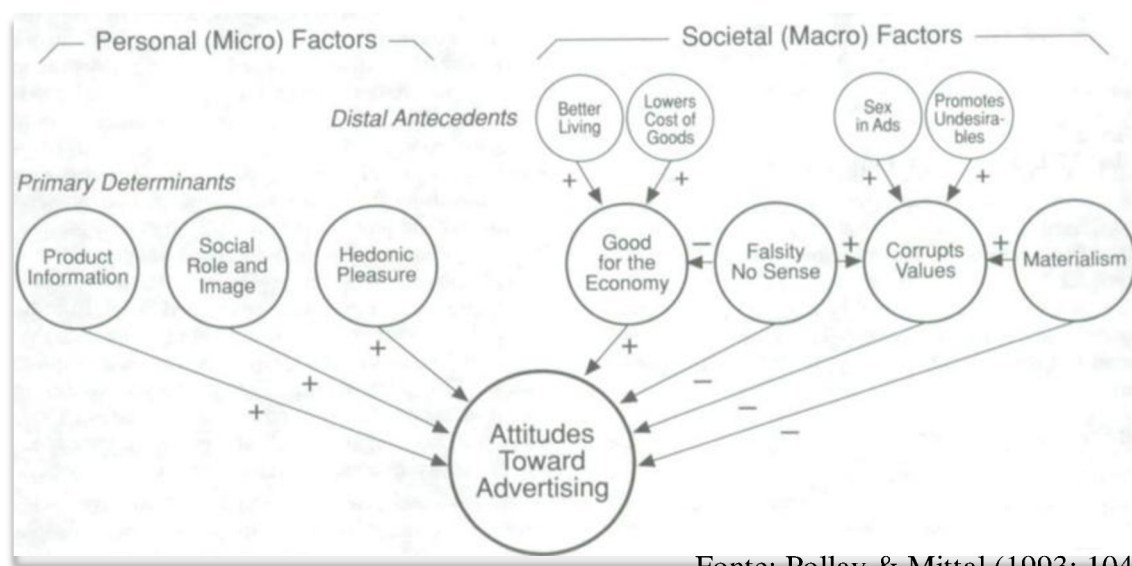 Personal (Micro) Factors
Societal (Macro) Factors
Distal Antecedents
Better
Living
Lowers
Cost of
Goods
Sex
in Ads
Promotes
Undesira-
bles
+
+
+
+
Primary Determinants
Product
Information
Social
Role and
Image
Hedonic
Pleasure
Good
for the
Economy
−
Falsity
No Sense
+
Corrupts
Values
+
Materialism
+
+
+
+
−
−
−
Attitudes
Toward
Advertising
Fonte: Pollay & Mittal (1993: 104